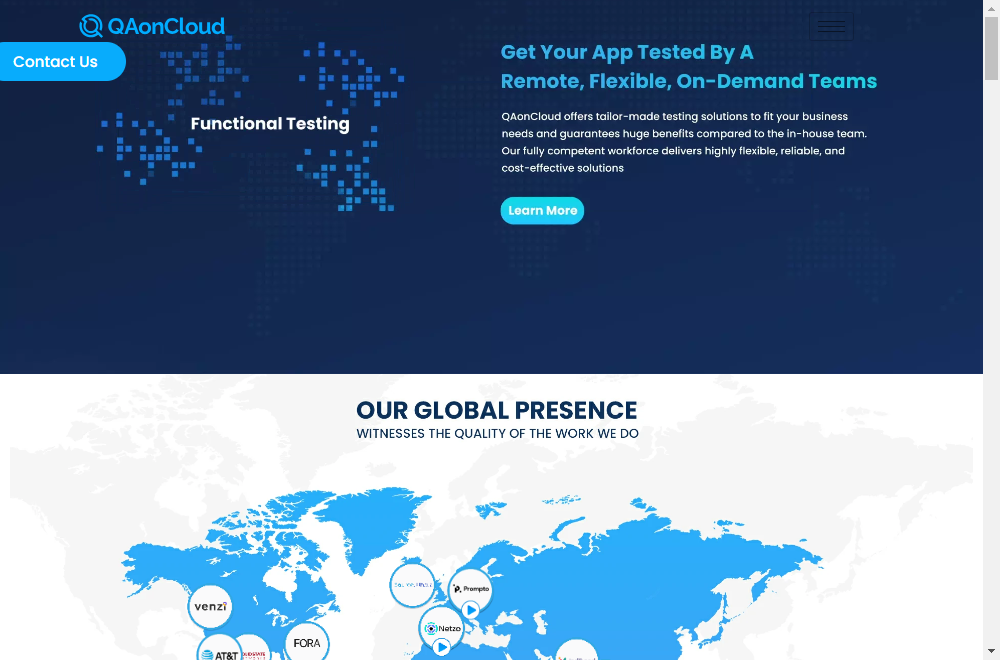 QAonCloud
Contact Us
Functional Testing
Get Your App Tested By A
Remote, Flexible, On-Demand Teams
QAonCloud offers tailor-made testing solutions to fit your business
needs and guarantees huge benefits compared to the in-house team.
Our fully competent workforce delivers highly flexible, reliable, and
cost-effective solutions
Learn More
OUR GLOBAL PRESENCE
WITNESSES THE QUALITY OF THE WORK WE DO
Prompto
venzi
Netzo
FORA
AT&T